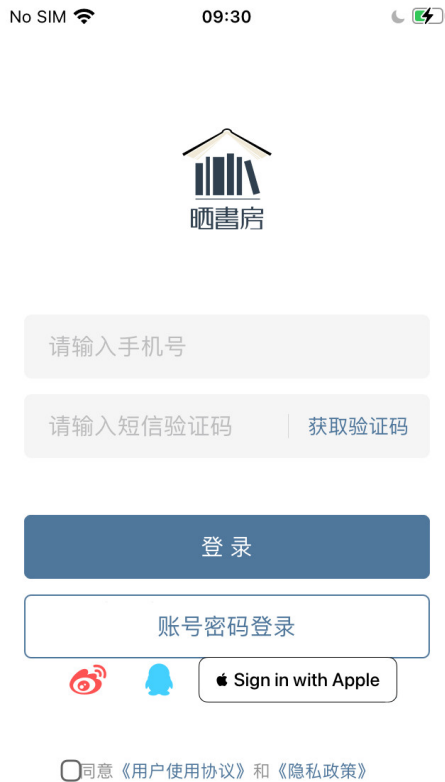 No SIM 09:30
晒書房
请输入手机号
请输入短信验证码 获取验证码
登录
账号密码登录
Sign in with Apple
同意《用户使用协议》和《隐私政策》